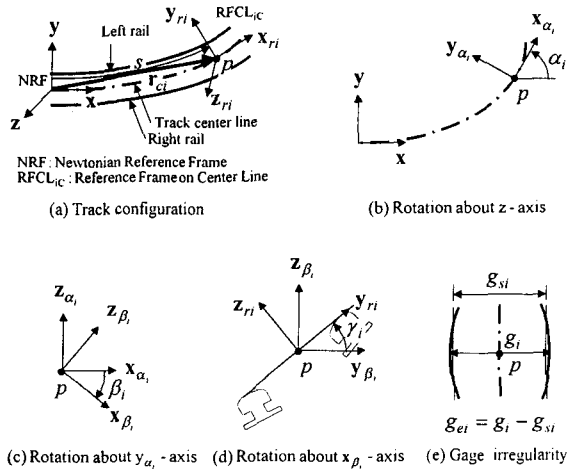 y
Left rail
y_ri
RFCL_iC
x_ri
s
p
NRF
r_ci
x
z_ri
z
Track center line
Right rail
NRF : Newtonian Reference Frame
RFCL_iC : Reference Frame on Center Line
(a) Track configuration
x_αi
y_αi
α_i
p
y
x
(b) Rotation about z - axis
z_αi
z_βi
x_αi
p
β_i
x_βi
(c) Rotation about y_αi - axis
z_βi
z_ri
y_ri
γ_i?
p
y_βi
(d) Rotation about x_βi - axis
g_si
g_i
p
g_ei = g_i − g_si
(e) Gage irregularity